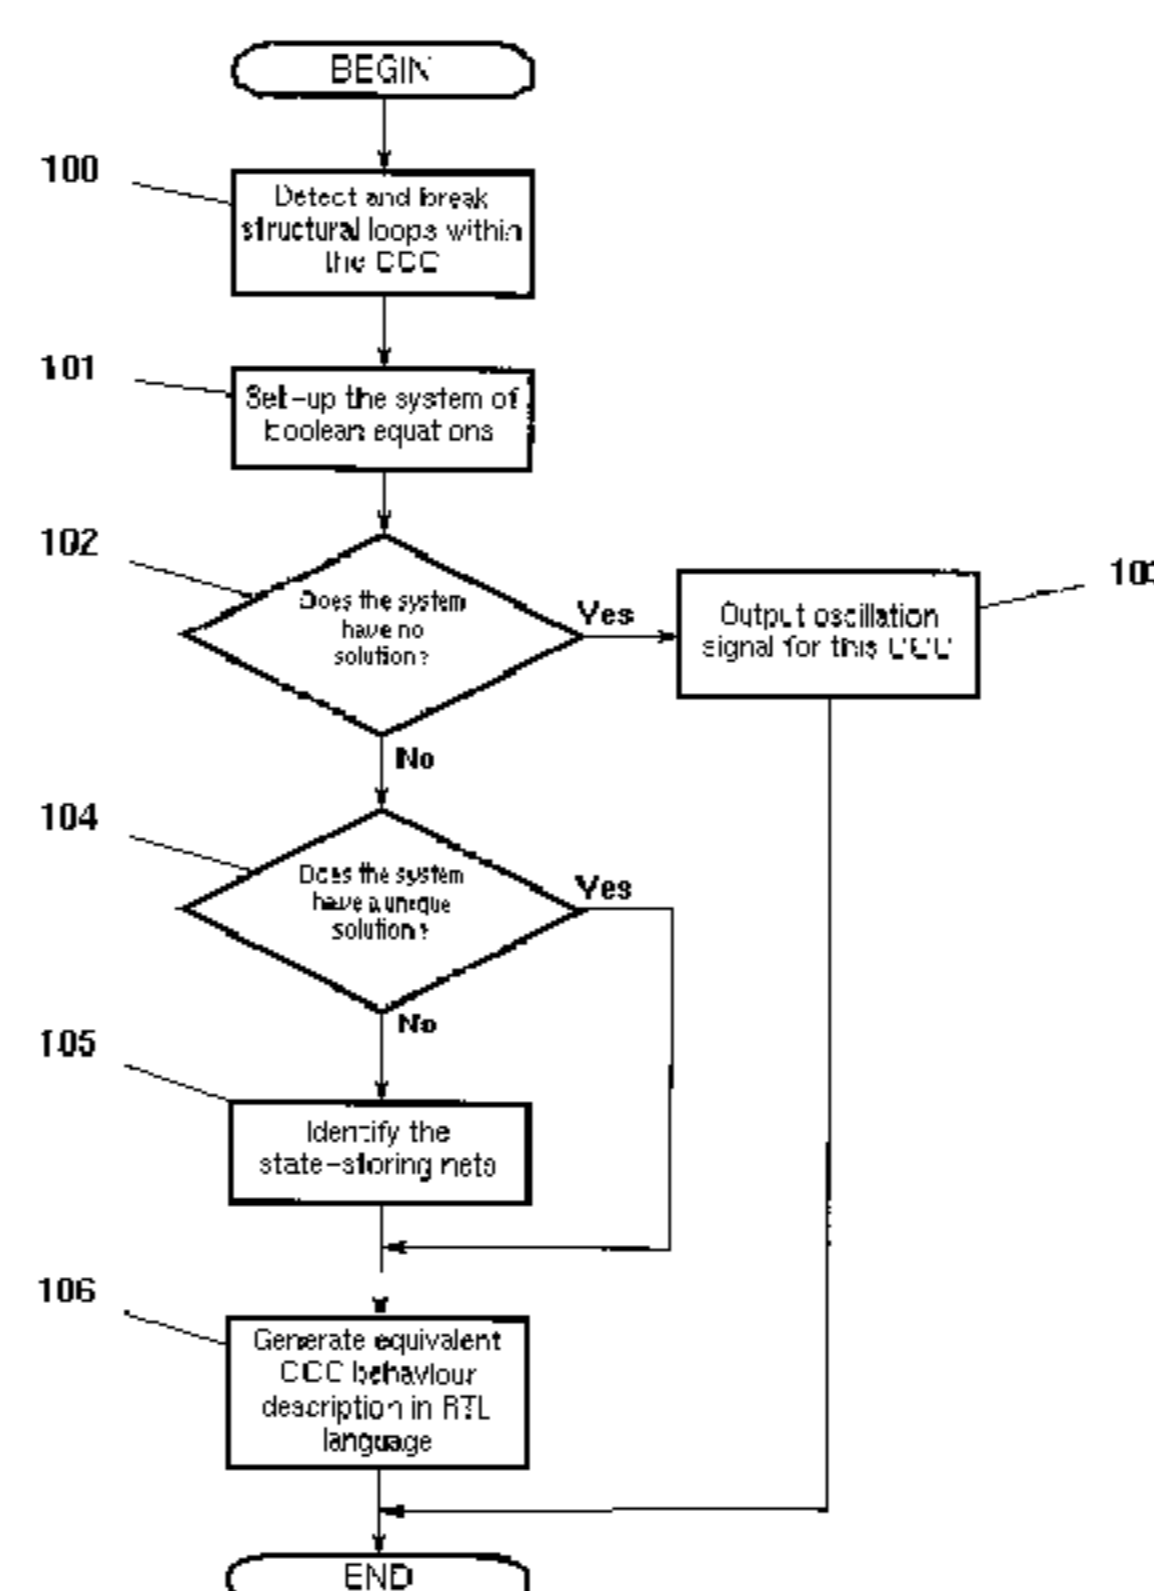 BEGIN
100
Detect and break
structural loops within
the CCC
101
Set-up the system of
boolean equations
102
Does the system
have no
solution?
Yes
Output oscillation
signal for this CCC
103
No
104
Does the system
have a unique
solution?
Yes
No
105
Identify the
state-storing nets
106
Generate equivalent
CCC behaviour
description in RTL
language
END